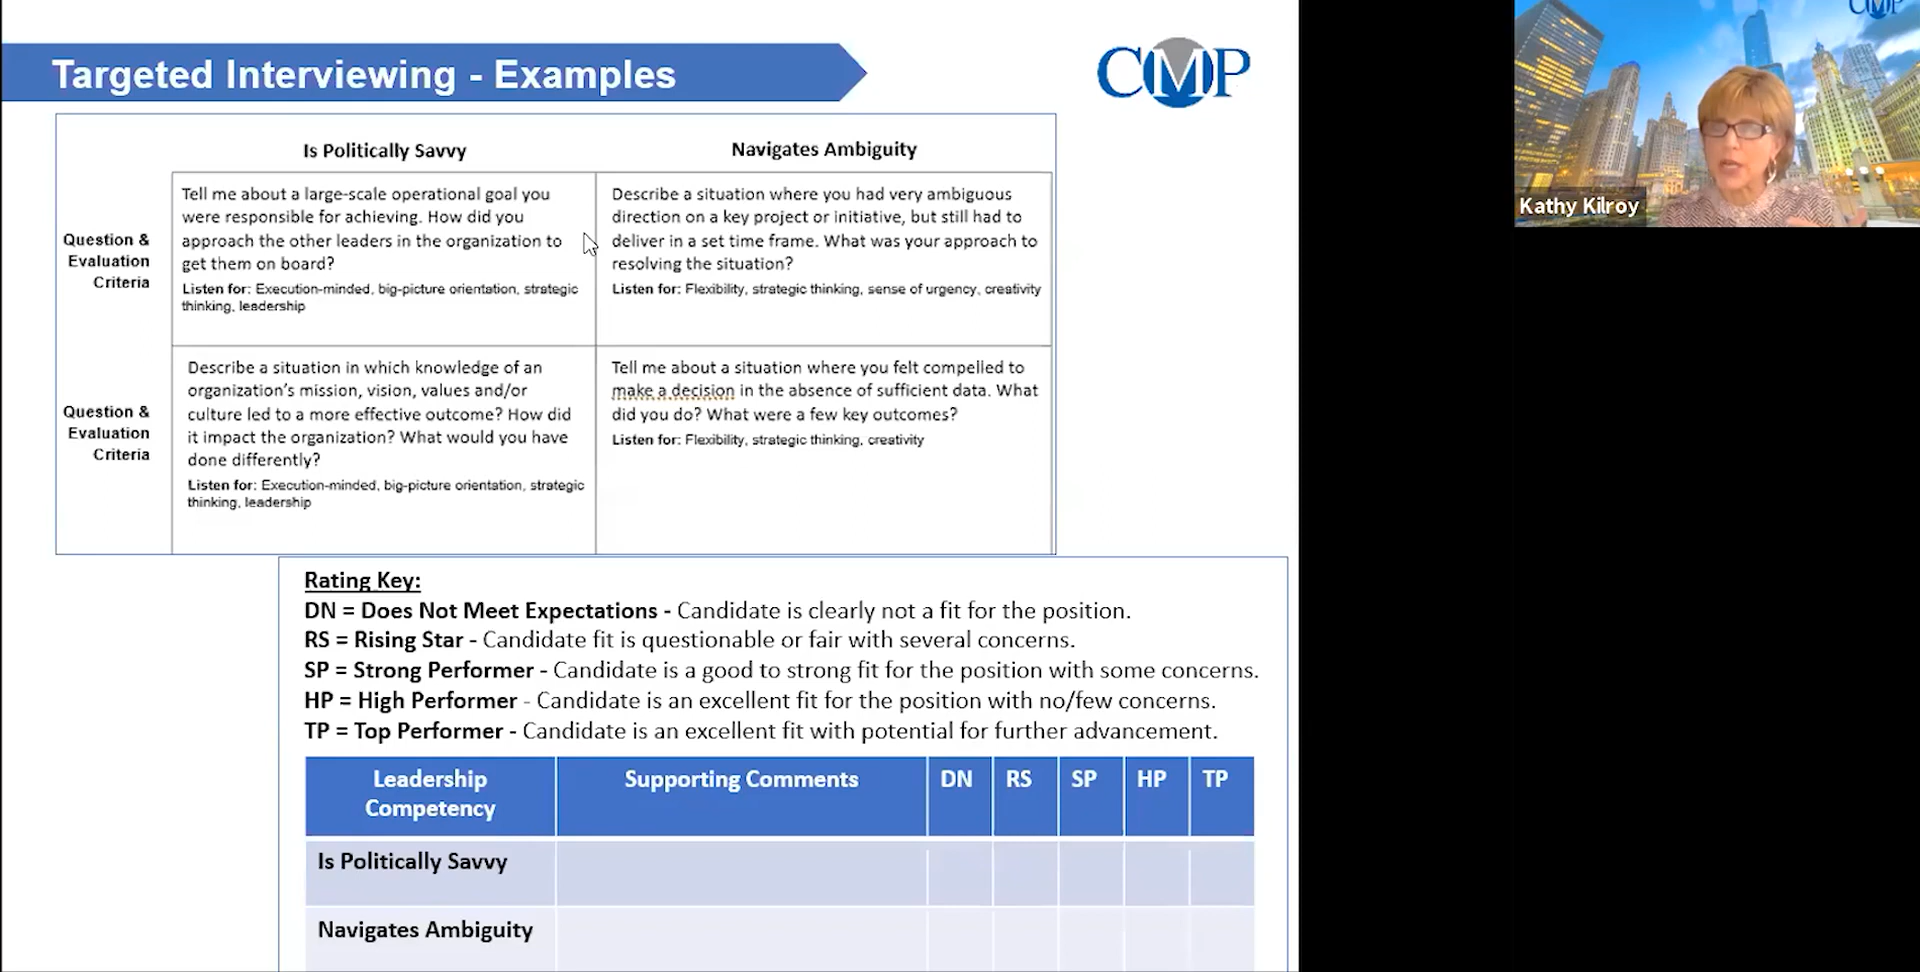 Targeted Interviewing - Examples
CMP
CMP
Kathy Kilroy
Is Politically Savvy
Navigates Ambiguity
Question &
Evaluation
Criteria
Tell me about a large-scale operational goal you
were responsible for achieving. How did you
approach the other leaders in the organization to
get them on board?
Listen for: Execution-minded, big-picture orientation, strategic
thinking, leadership
Describe a situation where you had very ambiguous
direction on a key project or initiative, but still had to
deliver in a set time frame. What was your approach to
resolving the situation?
Listen for: Flexibility, strategic thinking, sense of urgency, creativity
Question &
Evaluation
Criteria
Describe a situation in which knowledge of an
organization's mission, vision, values and/or
culture led to a more effective outcome? How did
it impact the organization? What would you have
done differently?
Listen for: Execution-minded, big-picture orientation, strategic
thinking, leadership
Tell me about a situation where you felt compelled to
make a decision in the absence of sufficient data. What
did you do? What were a few key outcomes?
Listen for: Flexibility, strategic thinking, creativity
Rating Key:
DN = Does Not Meet Expectations - Candidate is clearly not a fit for the position.
RS = Rising Star - Candidate fit is questionable or fair with several concerns.
SP = Strong Performer - Candidate is a good to strong fit for the position with some concerns.
HP = High Performer - Candidate is an excellent fit for the position with no/few concerns.
TP = Top Performer - Candidate is an excellent fit with potential for further advancement.
Leadership
Competency
Supporting Comments
DN
RS
SP
HP
TP
Is Politically Savvy
Navigates Ambiguity